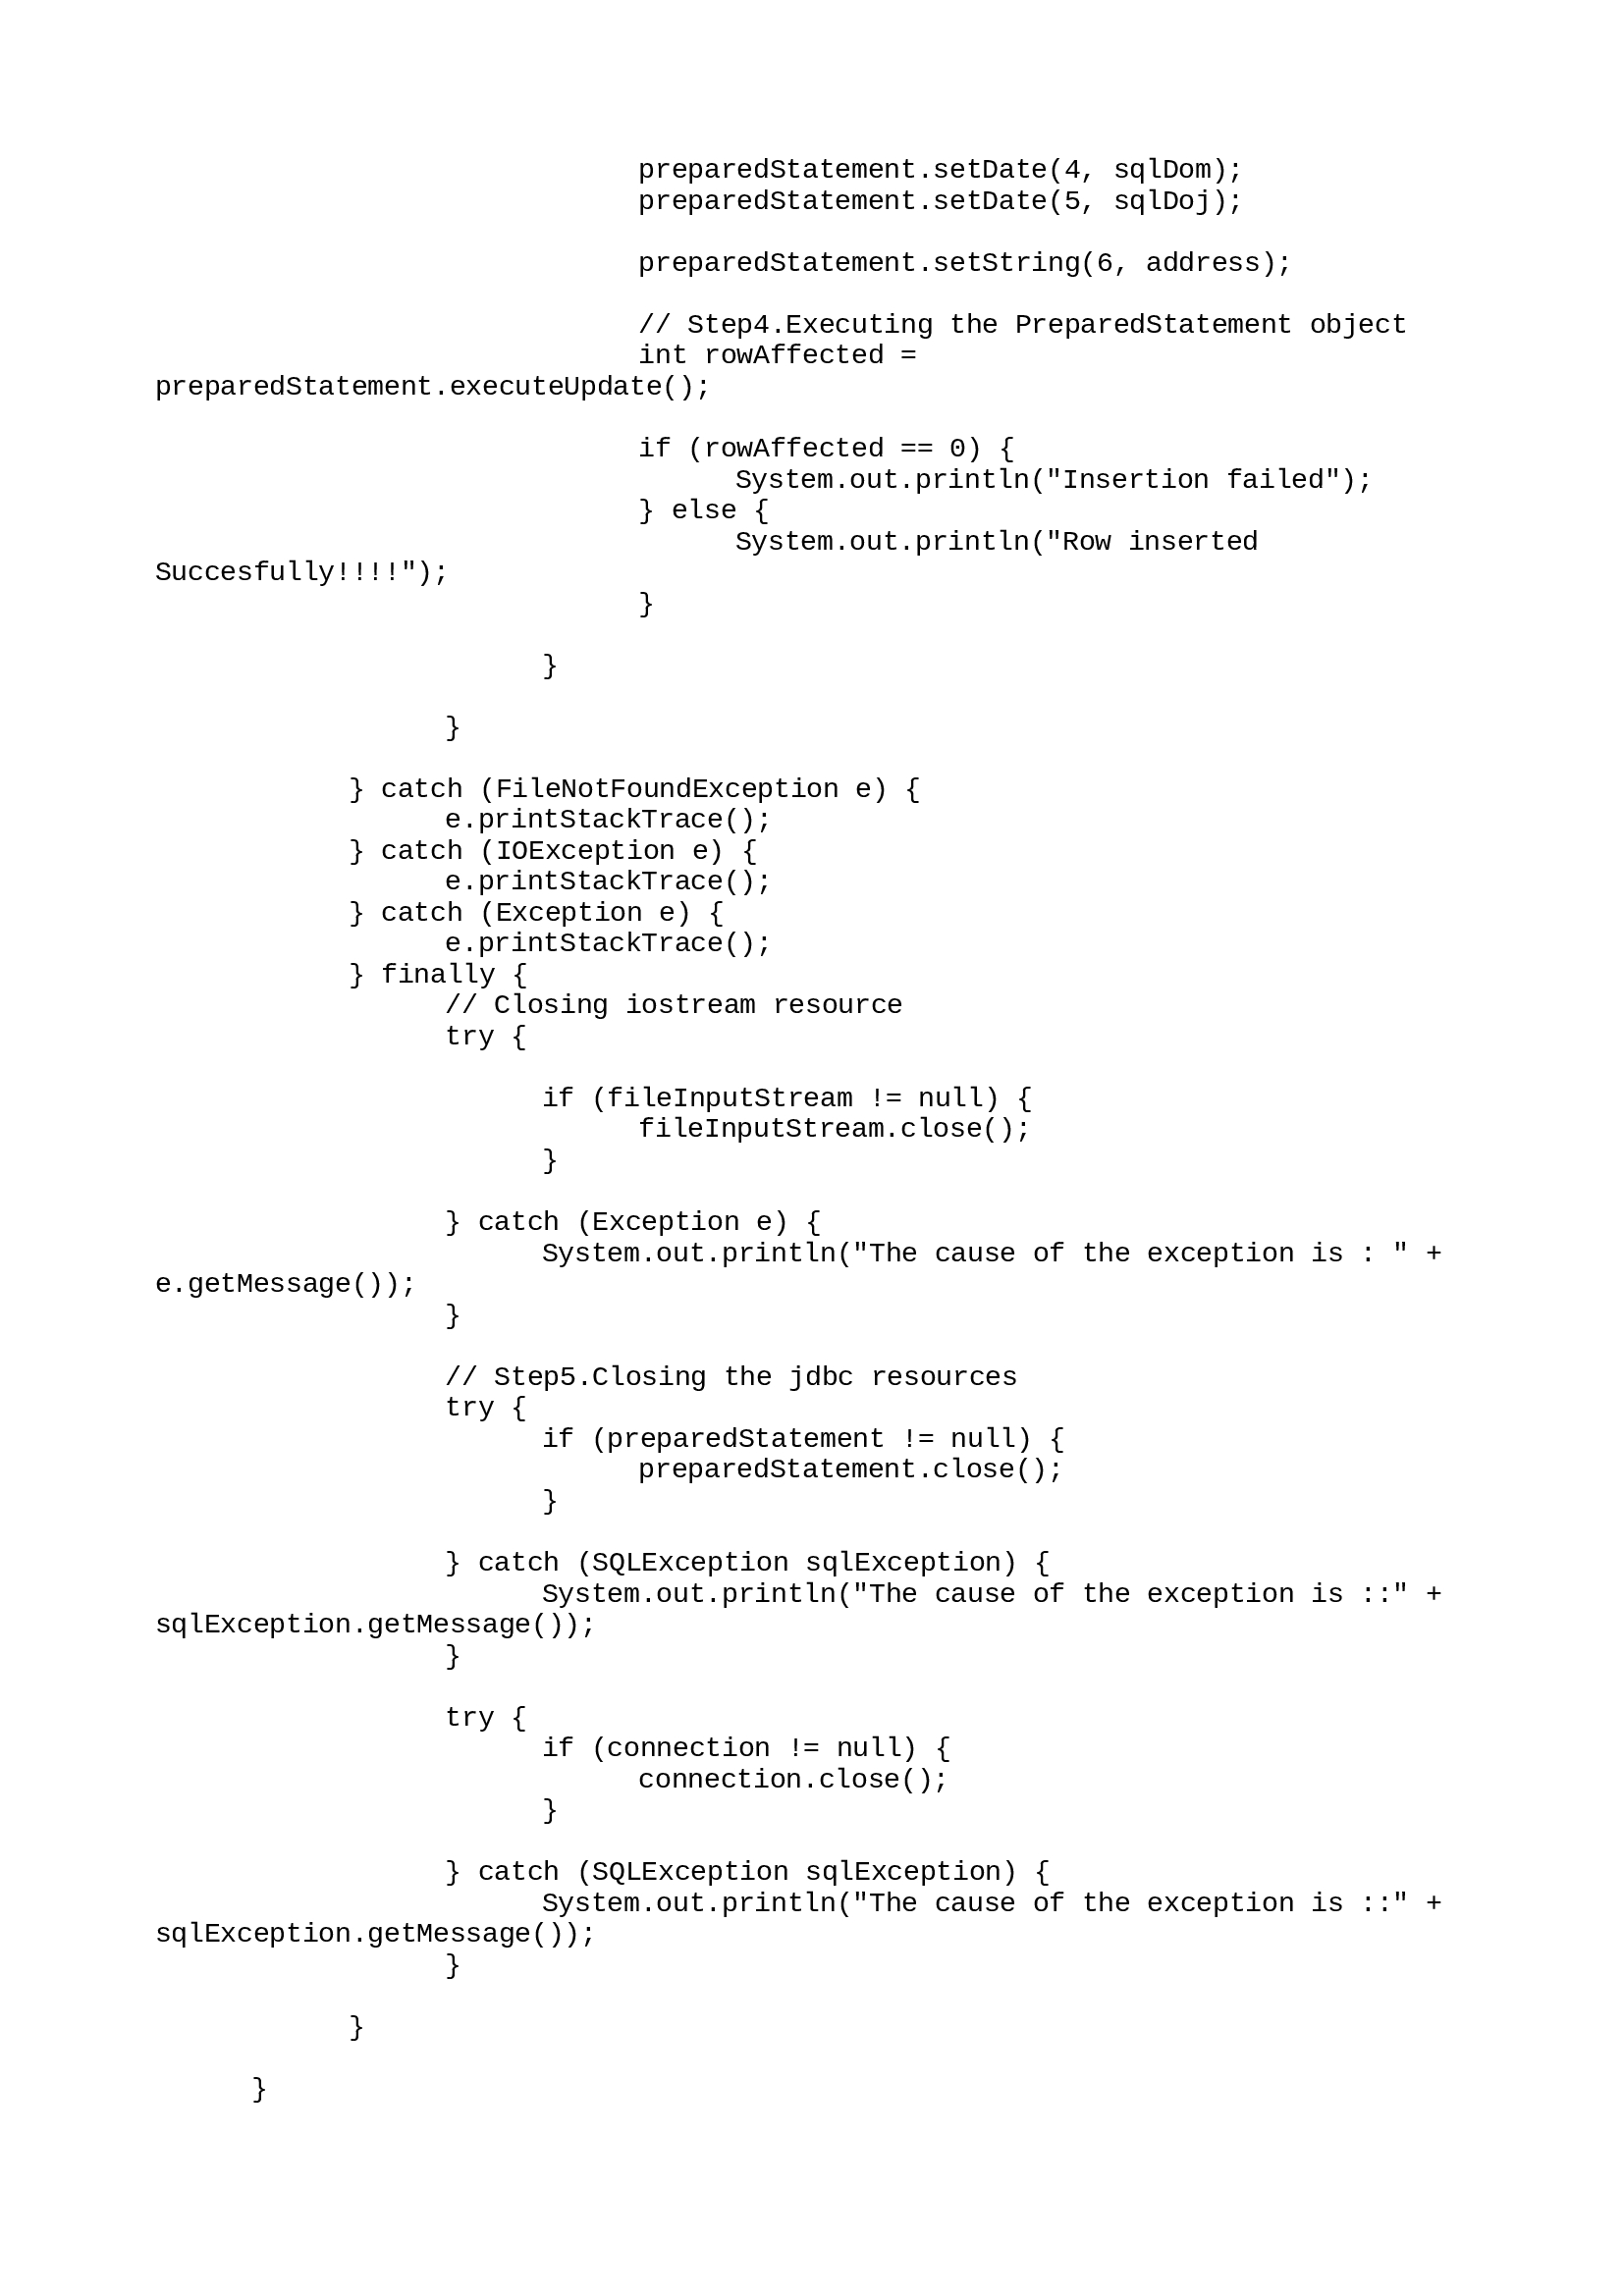 preparedStatement.setDate(4, sqlDom);
preparedStatement.setDate(5, sqlDoj);
preparedStatement.setString(6, address);
// Step4.Executing the PreparedStatement object
int rowAffected =
preparedStatement.executeUpdate();
if (rowAffected == 0) {
System.out.println("Insertion failed");
} else {
System.out.println("Row inserted
Succesfully!!!!");
}
}
}
} catch (FileNotFoundException e) {
e.printStackTrace();
} catch (IOException e) {
e.printStackTrace();
} catch (Exception e) {
e.printStackTrace();
} finally {
// Closing iostream resource
try {
if (fileInputStream != null) {
fileInputStream.close();
}
} catch (Exception e) {
System.out.println("The cause of the exception is : " +
e.getMessage());
}
// Step5.Closing the jdbc resources
try {
if (preparedStatement != null) {
preparedStatement.close();
}
} catch (SQLException sqlException) {
System.out.println("The cause of the exception is ::" +
sqlException.getMessage());
}
try {
if (connection != null) {
connection.close();
}
} catch (SQLException sqlException) {
System.out.println("The cause of the exception is ::" +
sqlException.getMessage());
}
}
}